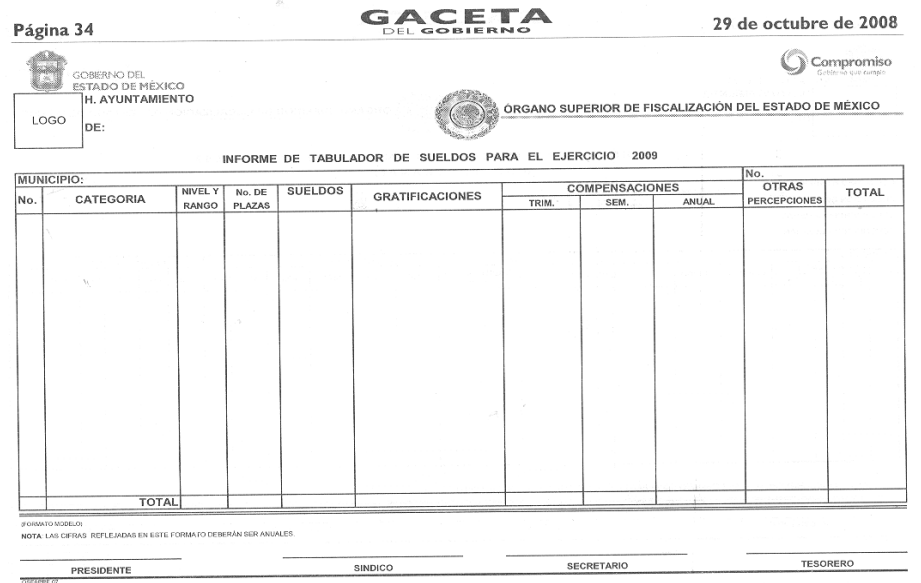 Página 34
GACETA
DEL GOBIERNO
29 de octubre de 2008
GOBIERNO DEL
ESTADO DE MÉXICO
Compromiso
Gobierno que cumple
LOGO
H. AYUNTAMIENTO
DE:
ÓRGANO SUPERIOR DE FISCALIZACIÓN DEL ESTADO DE MÉXICO
INFORME DE TABULADOR DE SUELDOS PARA EL EJERCICIO 2009
MUNICIPIO:
No.
No.
CATEGORIA
NIVEL Y RANGO
No. DE PLAZAS
SUELDOS
GRATIFICACIONES
COMPENSACIONES
TRIM.
SEM.
ANUAL
OTRAS PERCEPCIONES
TOTAL
TOTAL
(FORMATO MODELO)
NOTA: LAS CIFRAS REFLEJADAS EN ESTE FORMATO DEBERÁN SER ANUALES.
PRESIDENTE
SINDICO
SECRETARIO
TESORERO